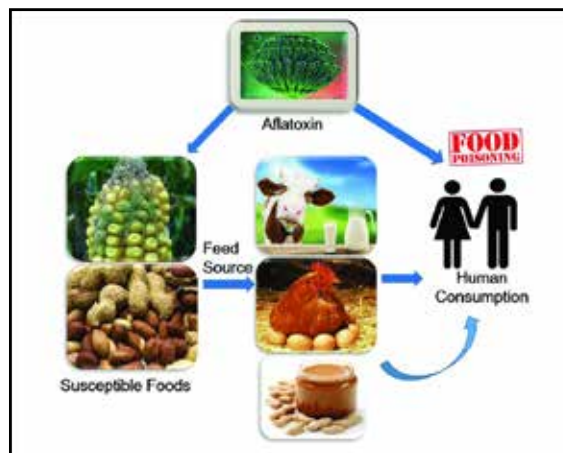 Aflatoxin
FOOD
POISONING
Feed
Source
Human
Consumption
Susceptible Foods